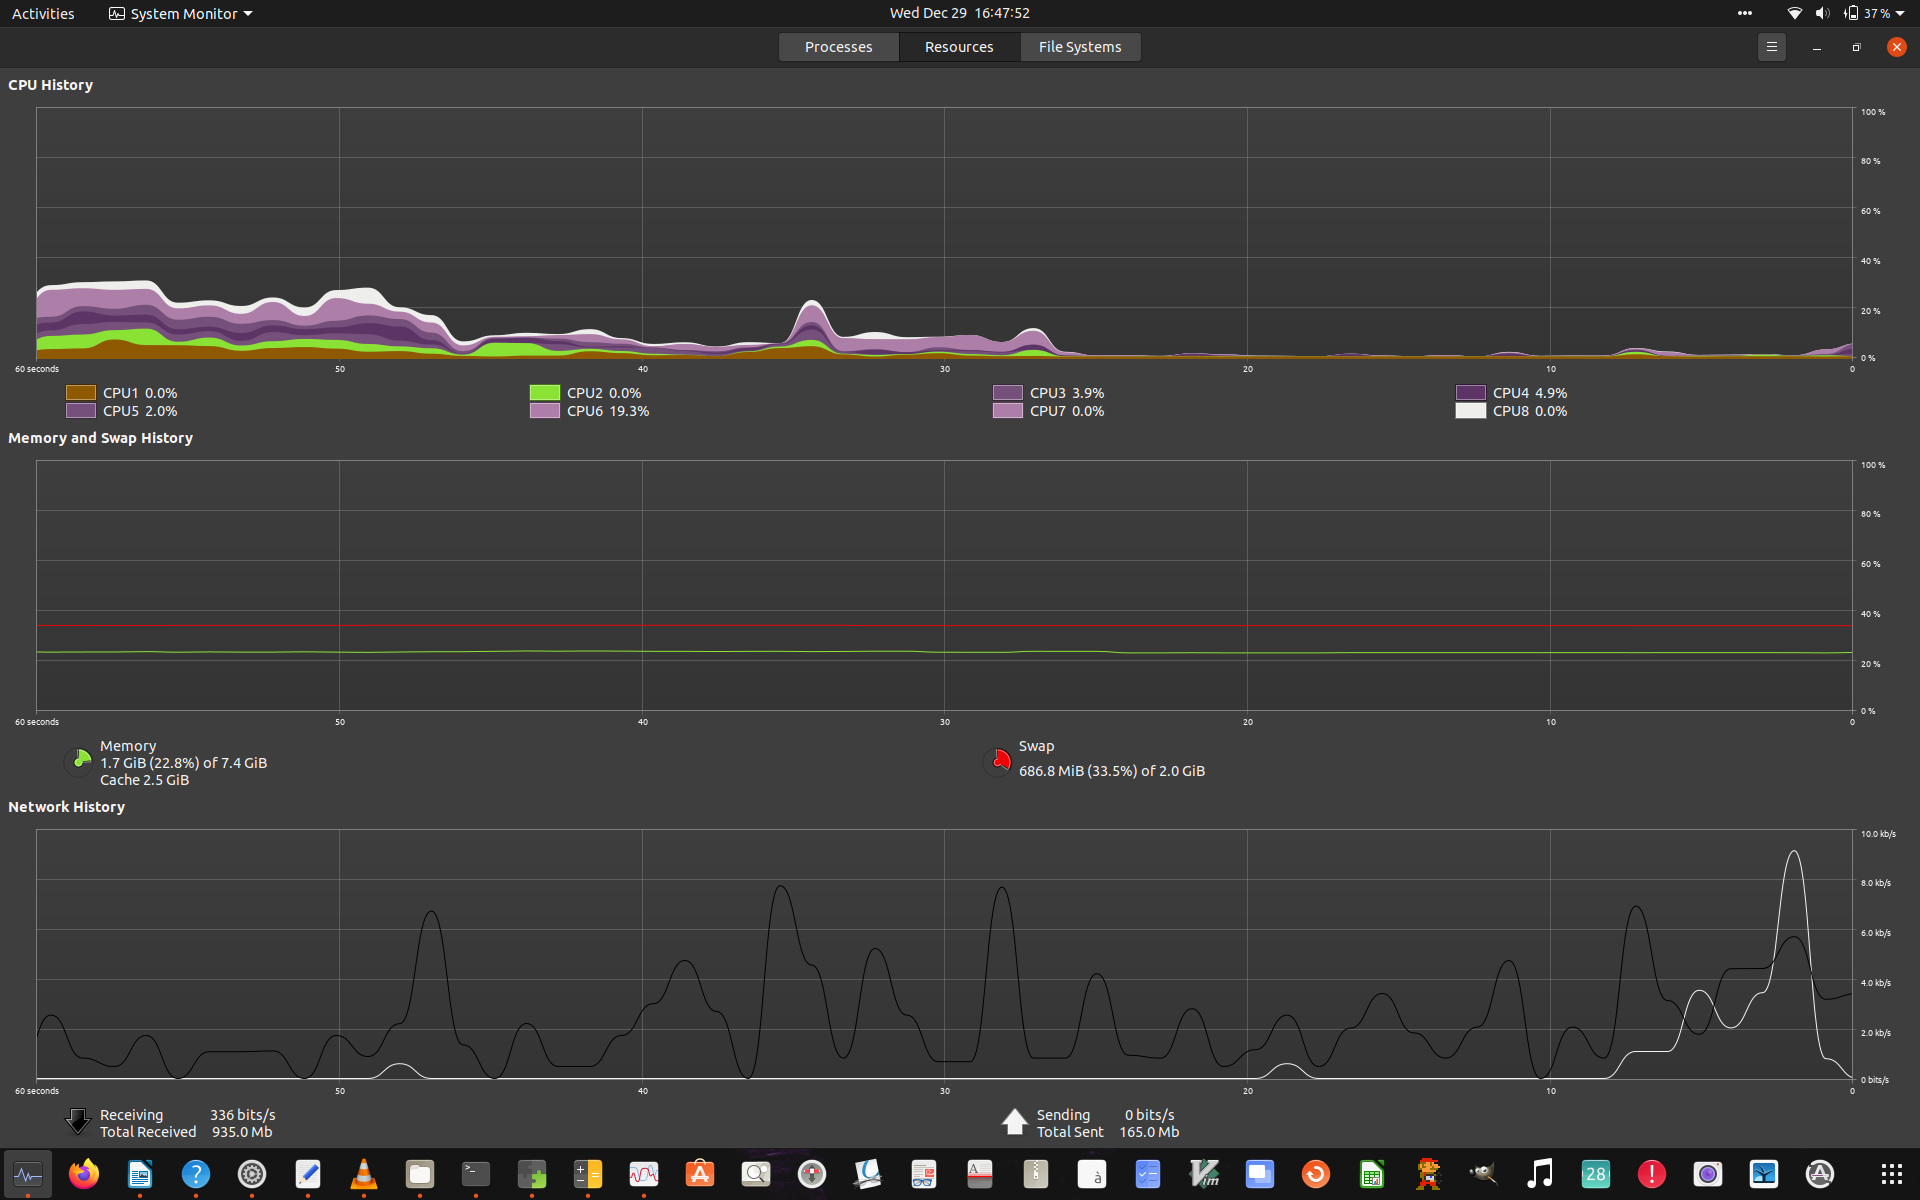 Activities
System Monitor
Wed Dec 29 16:47:52
37 %
Processes
Resources
File Systems
CPU History
100 %
80 %
60 %
40 %
20 %
0 %
60 seconds
50
40
30
20
10
0
CPU1 0.0%
CPU2 0.0%
CPU3 3.9%
CPU4 4.9%
CPU5 2.0%
CPU6 19.3%
CPU7 0.0%
CPU8 0.0%
Memory and Swap History
100 %
80 %
60 %
40 %
20 %
0 %
60 seconds
50
40
30
20
10
0
Memory
1.7 GiB (22.8%) of 7.4 GiB
Cache 2.5 GiB
Swap
686.8 MiB (33.5%) of 2.0 GiB
Network History
10.0 kb/s
8.0 kb/s
6.0 kb/s
4.0 kb/s
2.0 kb/s
0 bits/s
60 seconds
50
40
30
20
10
0
Receiving 336 bits/s
Total Received 935.0 Mb
Sending 0 bits/s
Total Sent 165.0 Mb
?
>_
A
à
Vim
28
!